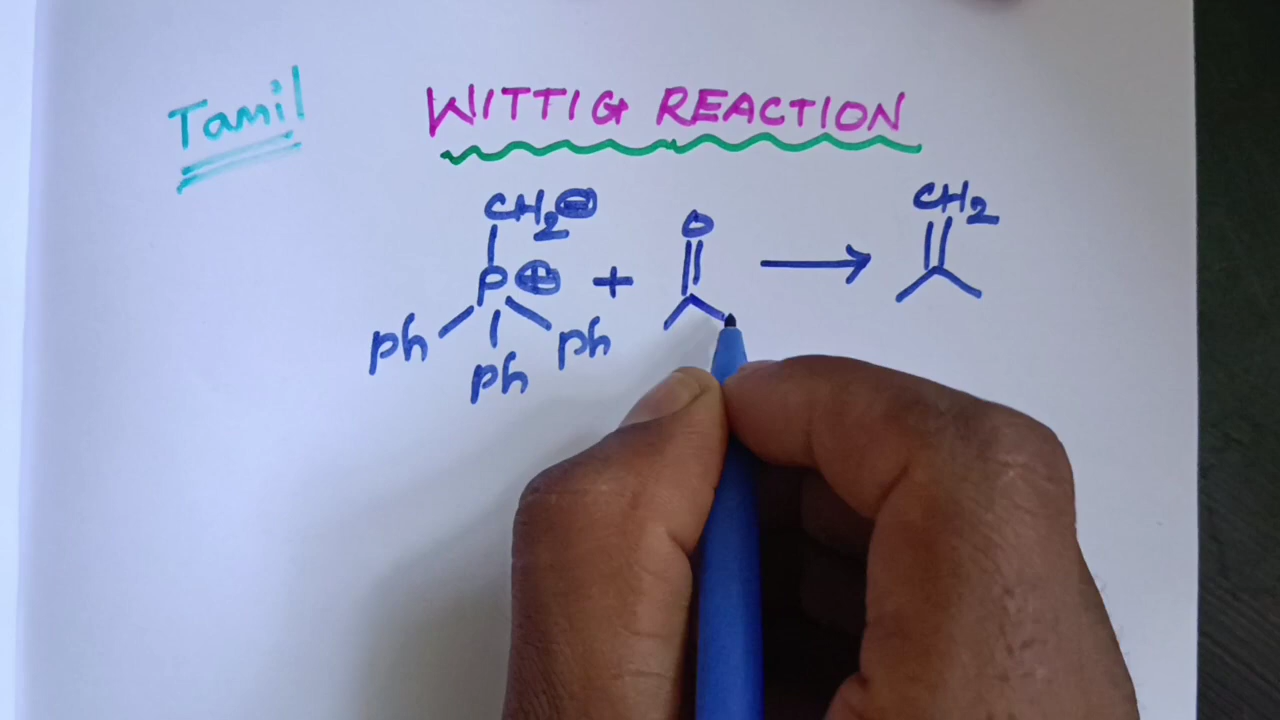 Tamil
WITTIG REACTION
CH₂⊖
P⊕ + O → CH₂
Ph Ph Ph